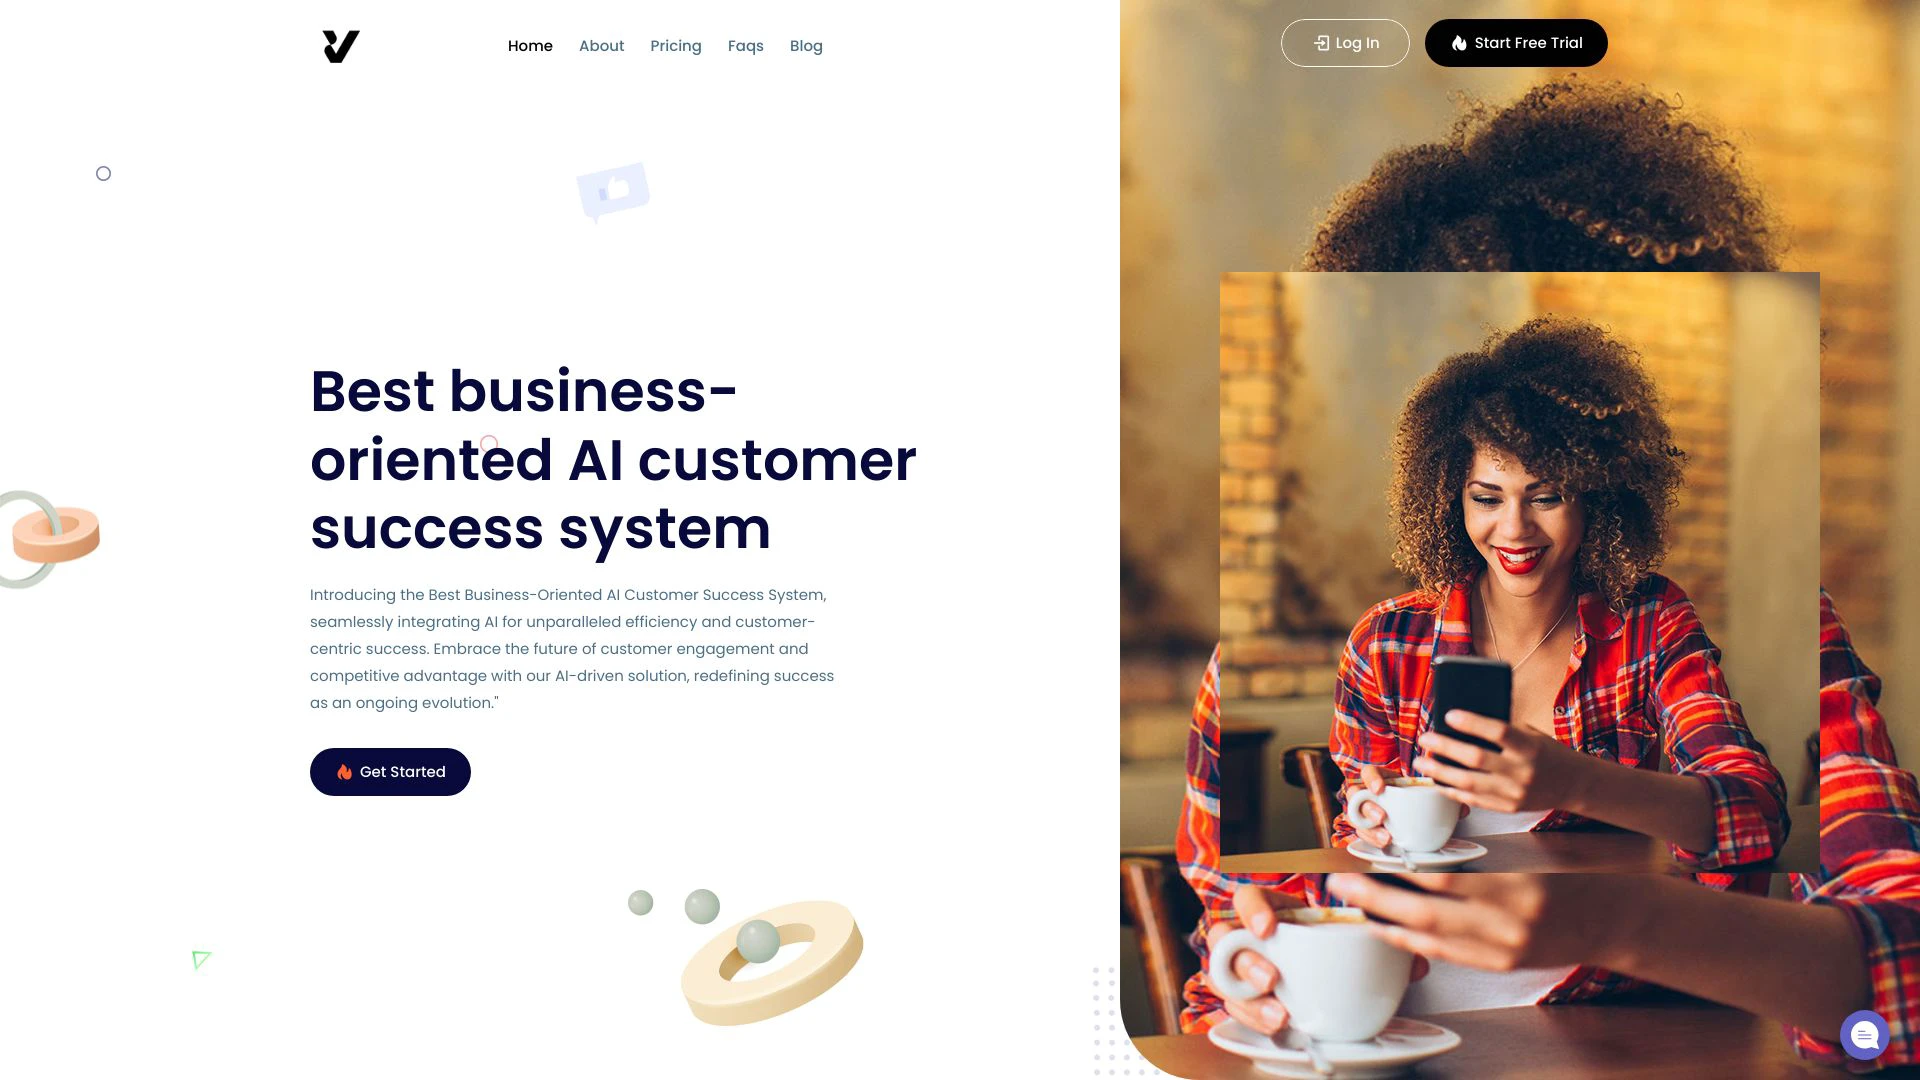 Home About Pricing Faqs Blog
Log In
Start Free Trial
Best business-
oriented AI customer
success system
Introducing the Best Business-Oriented AI Customer Success System,
seamlessly integrating AI for unparalleled efficiency and customer-
centric success. Embrace the future of customer engagement and
competitive advantage with our AI-driven solution, redefining success
as an ongoing evolution."
Get Started